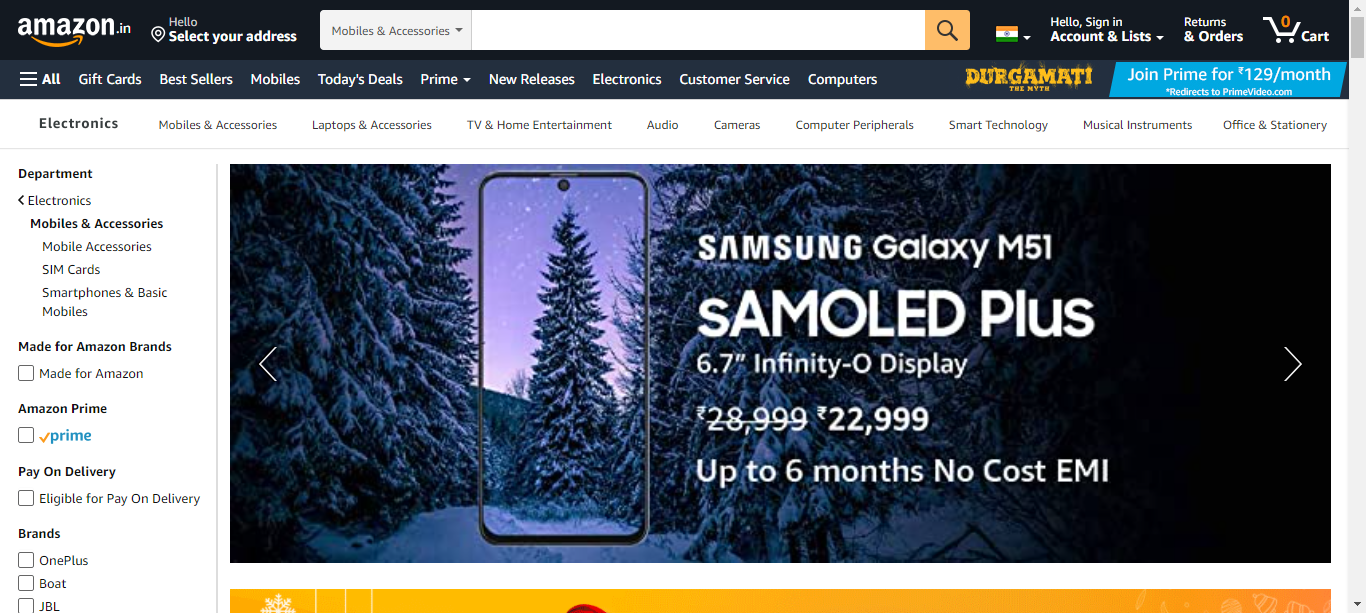 amazon.in
Hello
Select your address
Mobiles & Accessories
Hello, Sign in
Account & Lists
Returns
& Orders
0
Cart
All
Gift Cards
Best Sellers
Mobiles
Today's Deals
Prime
New Releases
Electronics
Customer Service
Computers
DURGAMATI
THE MYTH
Join Prime for ₹129/month
*Redirects to PrimeVideo.com
Electronics
Mobiles & Accessories
Laptops & Accessories
TV & Home Entertainment
Audio
Cameras
Computer Peripherals
Smart Technology
Musical Instruments
Office & Stationery
Department
Electronics
Mobiles & Accessories
Mobile Accessories
SIM Cards
Smartphones & Basic
Mobiles
Made for Amazon Brands
Made for Amazon
Amazon Prime
prime
Pay On Delivery
Eligible for Pay On Delivery
Brands
OnePlus
Boat
JBL
SAMSUNG Galaxy M51
sAMOLED Plus
6.7” Infinity-O Display
₹28,999 ₹22,999
Up to 6 months No Cost EMI